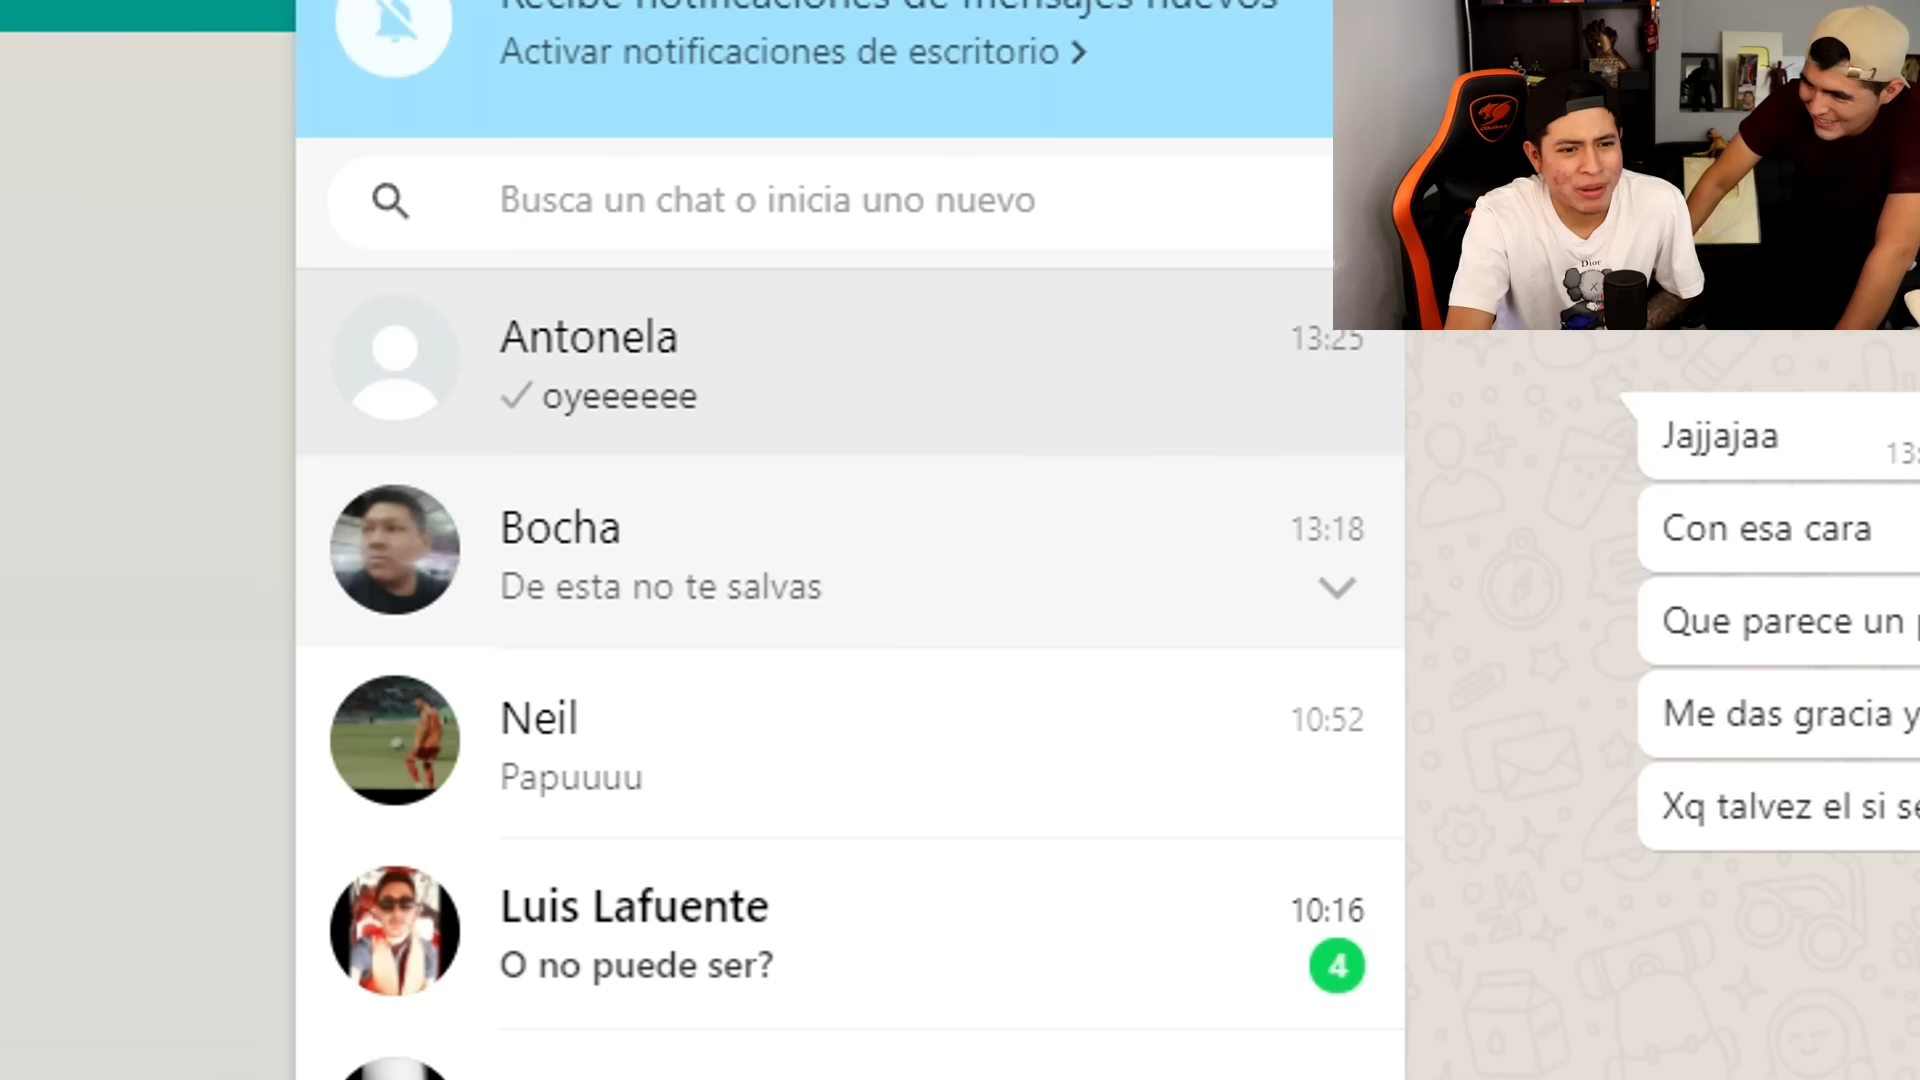 Recibe notificaciones de mensajes nuevos
Activar notificaciones de escritorio >
Busca un chat o inicia uno nuevo
Antonela
13:25
oyeeeeee
Bocha
13:18
De esta no te salvas
Neil
10:52
Papuuuu
Luis Lafuente
10:16
O no puede ser?
4
Jajjajaa
13:
Con esa cara
Que parece un
Me das gracia y
Xq talvez el si se
Dior